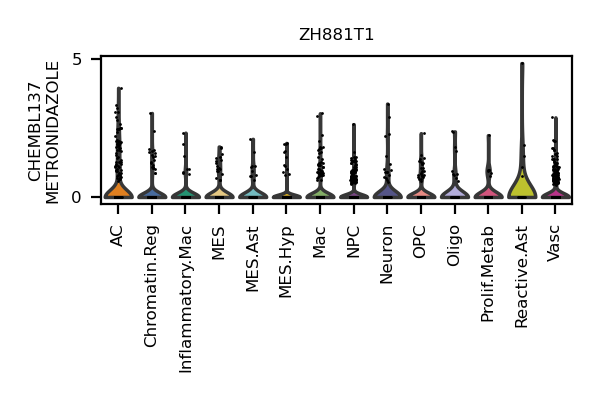 ZH881T1
CHEMBL137
METRONIDAZOLE
5
0
AC
Chromatin.Reg
Inflammatory.Mac
MES
MES.Ast
MES.Hyp
Mac
NPC
Neuron
OPC
Oligo
Prolif.Metab
Reactive.Ast
Vasc